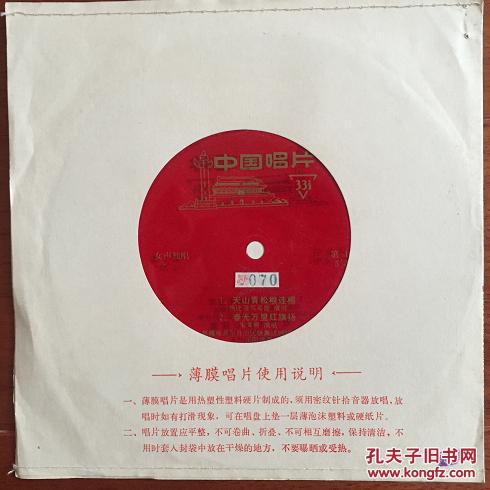 中国唱片
33⅓
女声独唱
070
1．天山青松根连根
2．春光万里红旗扬
薄膜唱片使用说明
一、薄膜唱片是用热塑性塑料硬片制成的，须用密纹针拾音器放唱，放
唱时如有打滑现象，可在唱盘上垫一层薄泡沫塑料或硬纸片。
二、唱片放置应平整，不可卷曲、折叠、不可相互磨擦，保持清洁，不
用时套入封袋中放在干燥的地方，不要曝晒或受热。
孔夫子旧书网